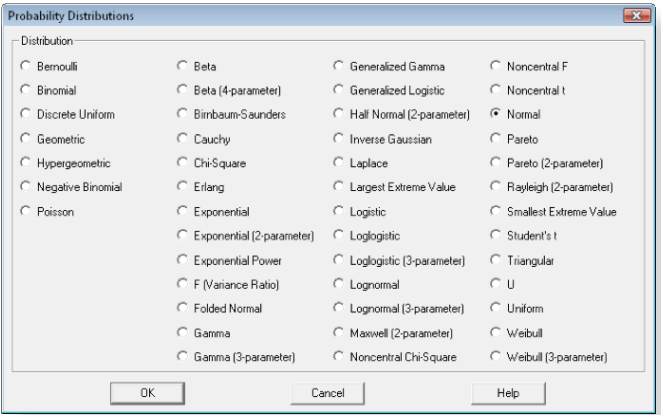 Probability Distributions
Distribution
Bernoulli
Binomial
Discrete Uniform
Geometric
Hypergeometric
Negative Binomial
Poisson
Beta
Beta (4-parameter)
Birnbaum-Saunders
Cauchy
Chi-Square
Erlang
Exponential
Exponential (2-parameter)
Exponential Power
F (Variance Ratio)
Folded Normal
Gamma
Gamma (3-parameter)
Generalized Gamma
Generalized Logistic
Half Normal (2-parameter)
Inverse Gaussian
Laplace
Largest Extreme Value
Logistic
Loglogistic
Loglogistic (3-parameter)
Lognormal
Lognormal (3-parameter)
Maxwell (2-parameter)
Noncentral Chi-Square
Noncentral F
Noncentral t
Normal
Pareto
Pareto (2-parameter)
Rayleigh (2-parameter)
Smallest Extreme Value
Student's t
Triangular
U
Uniform
Weibull
Weibull (3-parameter)
OK
Cancel
Help